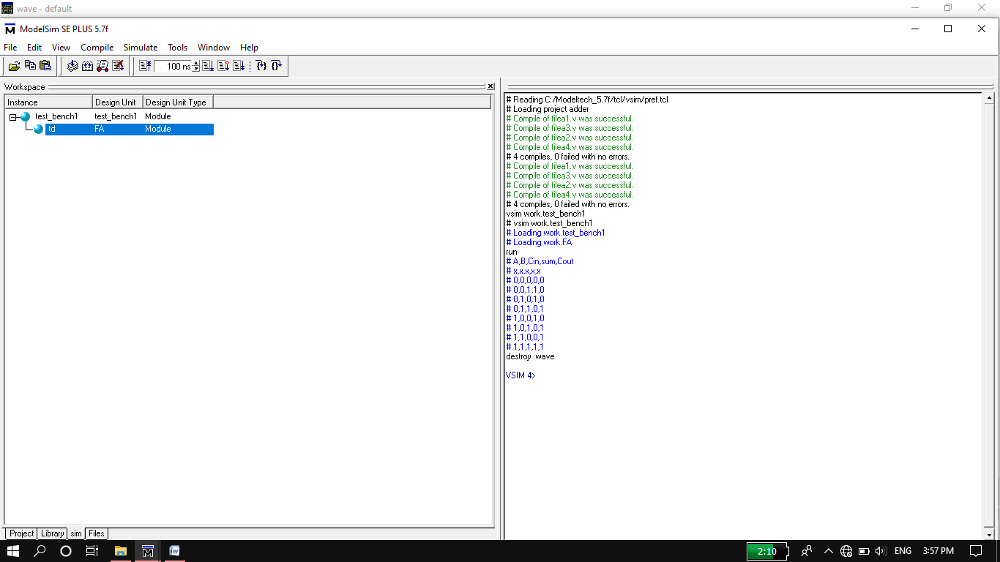 wave - default
ModelSim SE PLUS 5.7f
File Edit View Compile Simulate Tools Window Help
100 ns
Workspace
Instance Design Unit Design Unit Type
test_bench1 test_bench1 Module
td FA Module
Project Library sim Files
# Reading C:/Modeltech_5.7f/tcl/vsim/pref.tcl
# Loading project adder
# Compile of filea1.v was successful.
# Compile of filea3.v was successful.
# Compile of filea2.v was successful.
# Compile of filea4.v was successful.
# 4 compiles, 0 failed with no errors.
# Compile of filea1.v was successful.
# Compile of filea3.v was successful.
# Compile of filea2.v was successful.
# Compile of filea4.v was successful.
# 4 compiles, 0 failed with no errors.
vsim work.test_bench1
# vsim work.test_bench1
# Loading work.test_bench1
# Loading work.FA
run
# A,B,Cin,sum,Cout
# x,x,x,x,x
# 0,0,0,0,0
# 0,0,1,1,0
# 0,1,0,1,0
# 0,1,1,0,1
# 1,0,0,1,0
# 1,0,1,0,1
# 1,1,0,0,1
# 1,1,1,1,1
destroy .wave
VSIM 4>
2:10 ENG 3:57 PM